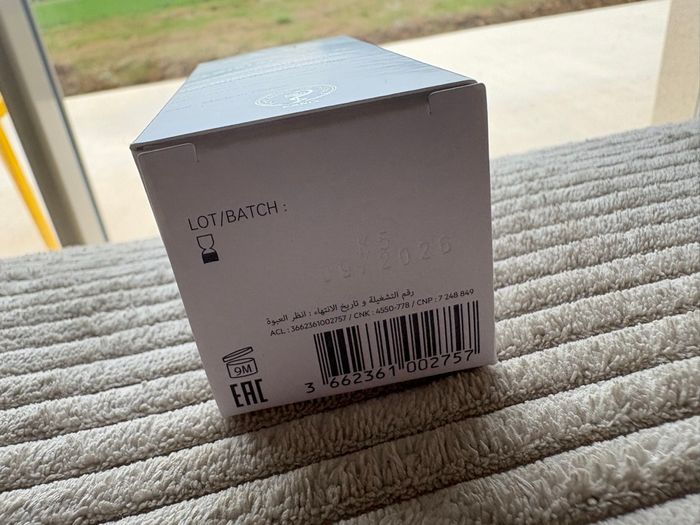 LOT/BATCH :
K5
09/2026
رقم التشغيلة و تاريخ الانتهاء : انظر العبوة
ACL : 3662361002757 / CNK : 4550-778 / CNP : 7 248 849
9M
EAC
3 662361 002757